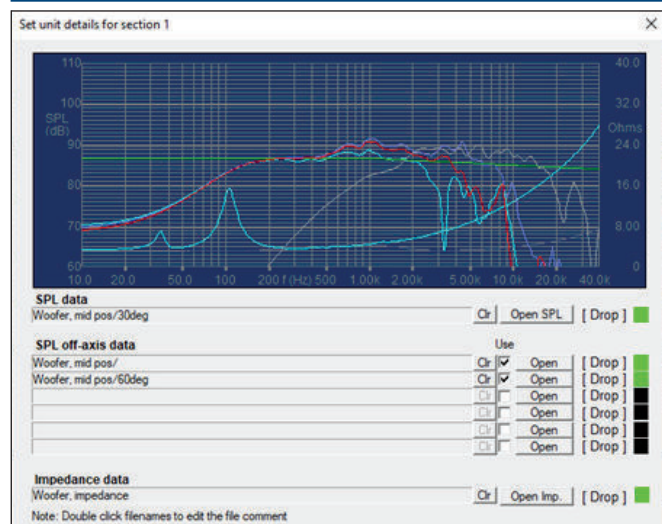 Set unit details for section 1
110
100
90
80
70
60
SPL
(dB)
40.0
32.0
Ohms
24.0
16.0
8.00
0
10.0 20.0 50.0 100 200 f (Hz) 500 1.00k 2.00k 5.00k 10.0k 20.0k 40.0k
SPL data
Woofer, mid pos/30deg Clr Open SPL [ Drop ]
SPL off-axis data Use
Woofer, mid pos/ Clr Open [ Drop ]
Woofer, mid pos/60deg Clr Open [ Drop ]
Clr Open [ Drop ]
Clr Open [ Drop ]
Clr Open [ Drop ]
Clr Open [ Drop ]
Impedance data
Woofer, impedance Clr Open Imp. [ Drop ]
Note: Double click filenames to edit the file comment